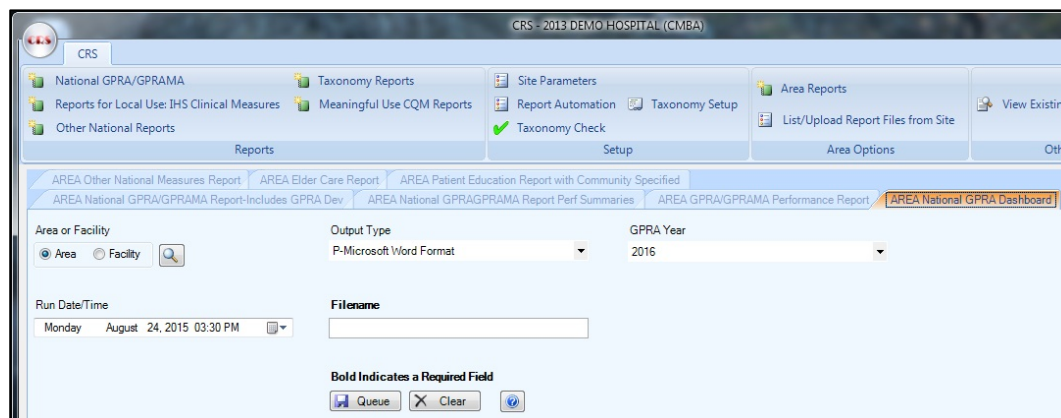 CRS - 2013 DEMO HOSPITAL (CMBA)
CRS
CRS
National GPRA/GPRAMA
Taxonomy Reports
Site Parameters
Area Reports
Reports for Local Use: IHS Clinical Measures
Meaningful Use CQM Reports
Report Automation
Taxonomy Setup
List/Upload Report Files from Site
View Existin
Other National Reports
Taxonomy Check
Reports
Setup
Area Options
Oth
AREA Other National Measures Report
AREA Elder Care Report
AREA Patient Education Report with Community Specified
AREA National GPRA/GPRAMA Report-Includes GPRA Dev
AREA National GPRAGPRAMA Report Perf Summaries
AREA GPRA/GPRAMA Performance Report
AREA National GPRA Dashboard
Area or Facility
Output Type
GPRA Year
Area
Facility
P-Microsoft Word Format
2016
Run Date/Time
Filename
Monday August 24, 2015 03:30 PM
Bold Indicates a Required Field
Queue
Clear